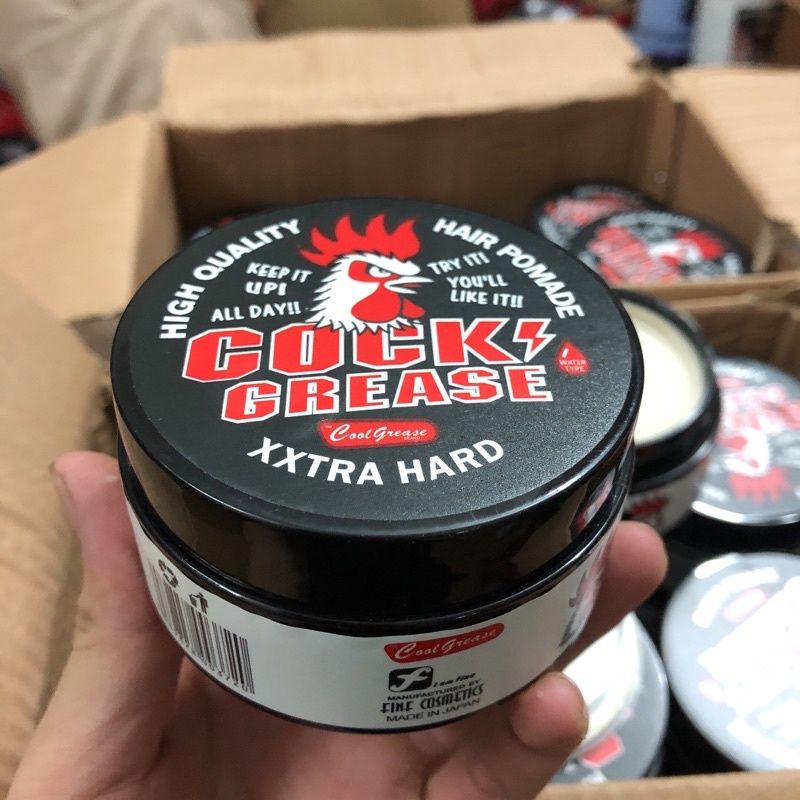 HIGH QUALITY
HAIR POMADE
KEEP IT
UP!
ALL DAY!!
TRY IT!
YOU'LL
LIKE IT!!
COCK
GREASE
WATER
TYPE
Cool Grease
XXTRA HARD
Cool Grease
f
I am Fine
MANUFACTURED BY
FINE COSMETICS
MADE IN JAPAN